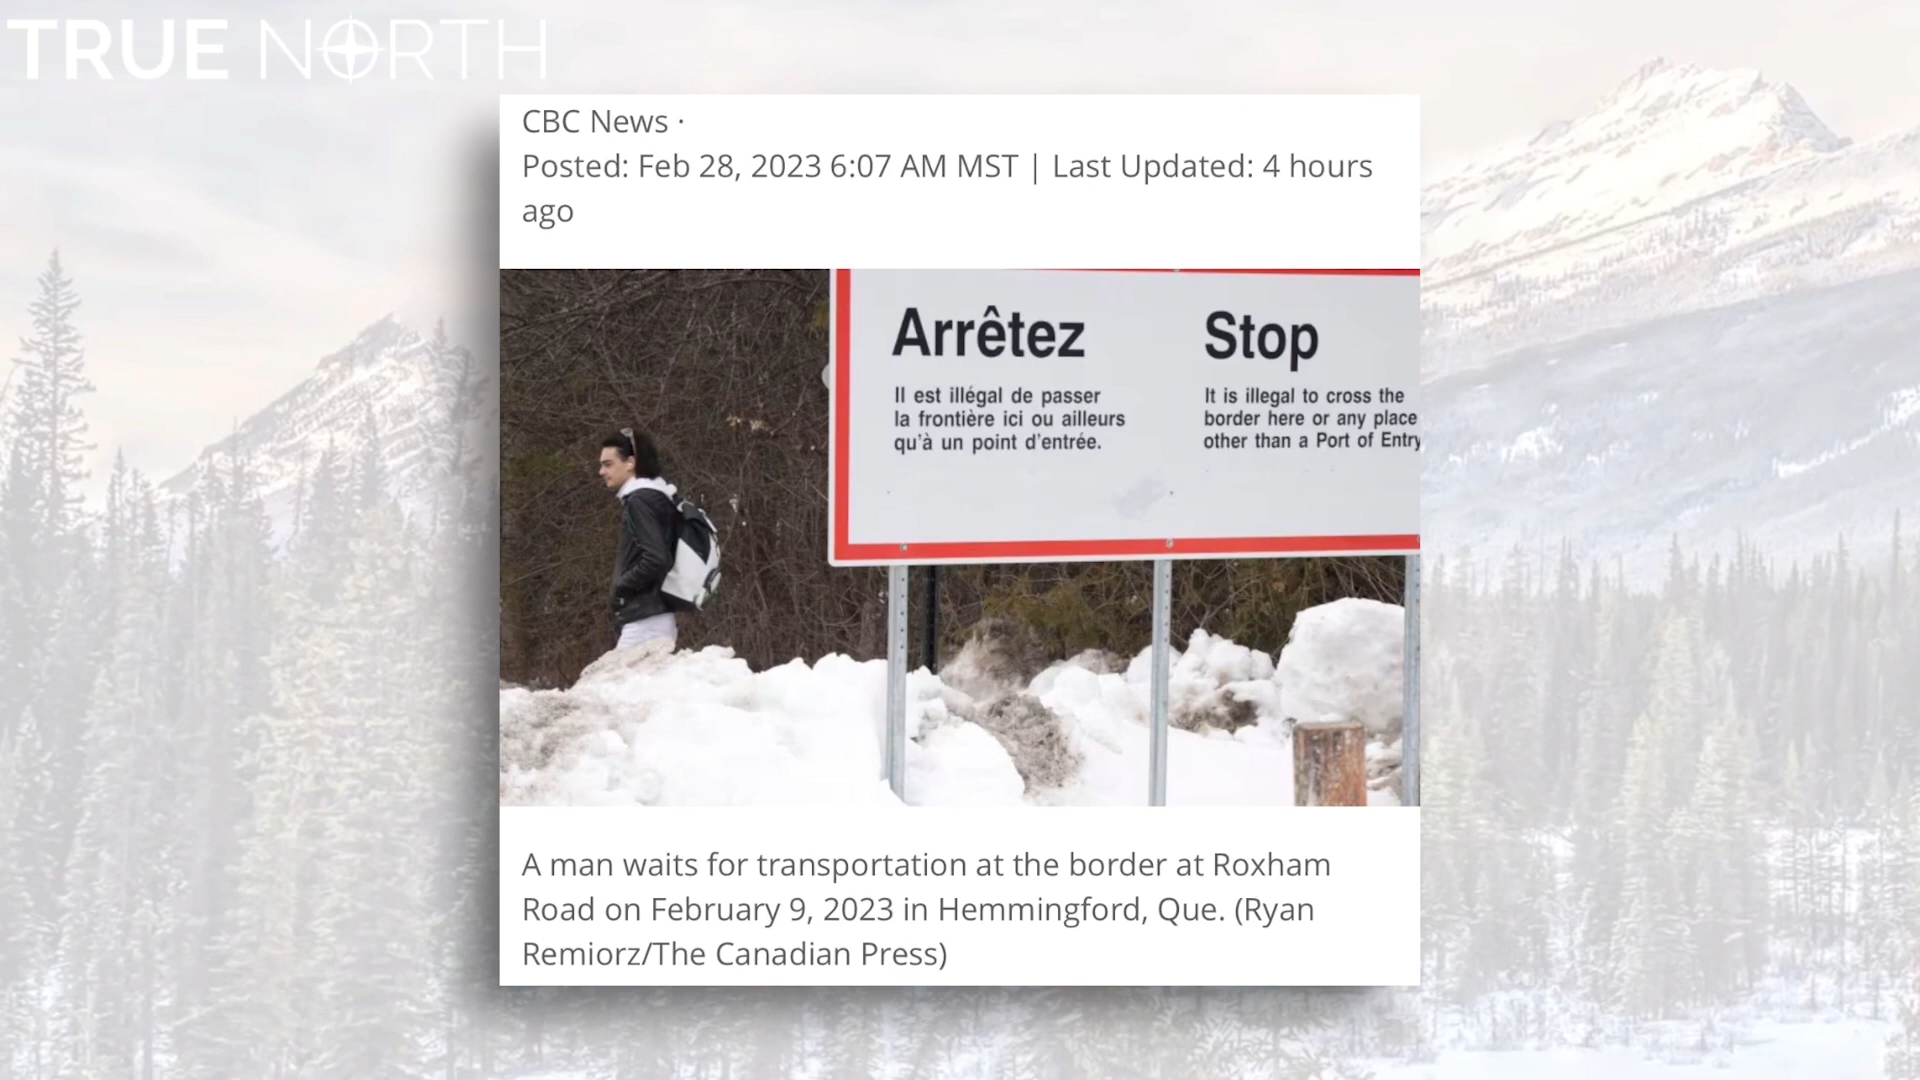 TRUE NORTH
CBC News ·
Posted: Feb 28, 2023 6:07 AM MST | Last Updated: 4 hours
ago
Arrêtez
Il est illégal de passer
la frontière ici ou ailleurs
qu'à un point d'entrée.
Stop
It is illegal to cross the
border here or any place
other than a Port of Entry
A man waits for transportation at the border at Roxham
Road on February 9, 2023 in Hemmingford, Que. (Ryan
Remiorz/The Canadian Press)